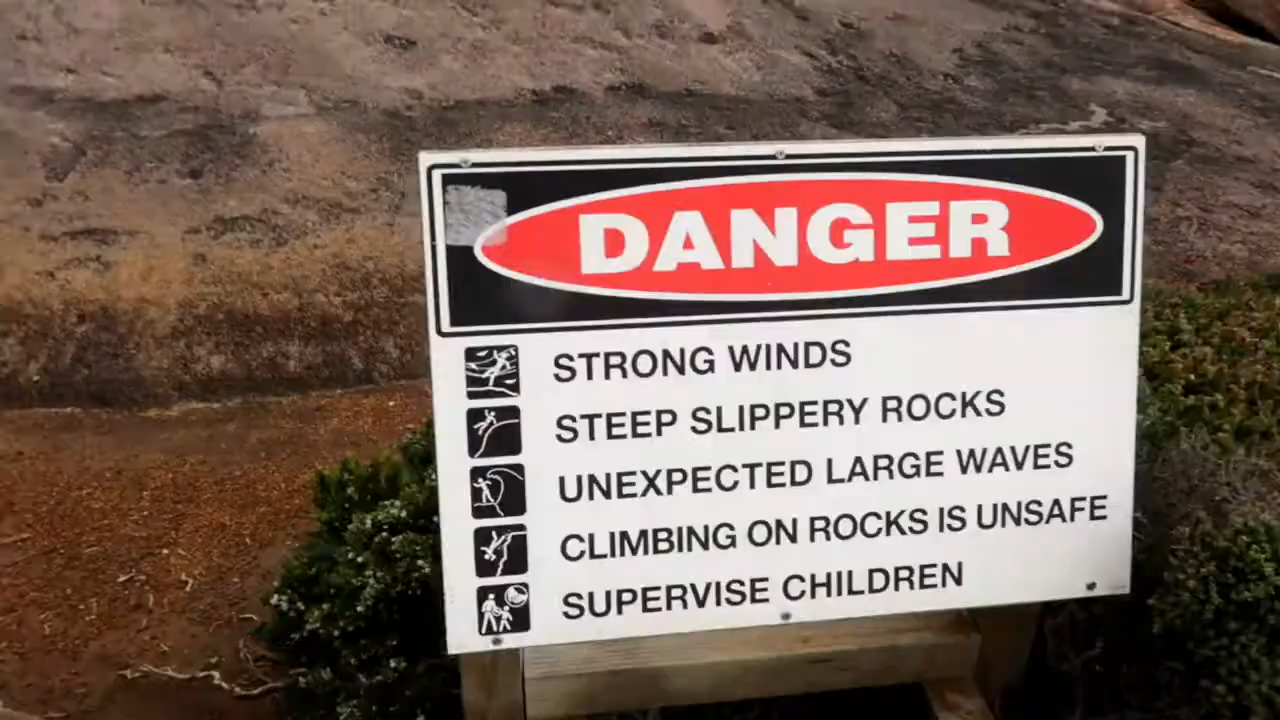 DANGER
STRONG WINDS
STEEP SLIPPERY ROCKS
UNEXPECTED LARGE WAVES
CLIMBING ON ROCKS IS UNSAFE
SUPERVISE CHILDREN